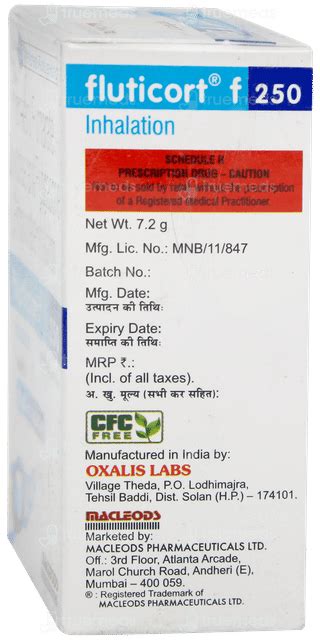 fluticort® f 250
Inhalation
SCHEDULE H
PRESCRIPTION DRUG – CAUTION
Not to be sold by retail without the prescription
of a Registered Medical Practitioner
Net Wt. 7.2 g
Mfg. Lic. No.: MNB/11/847
Batch No.:
Mfg. Date:
उत्पादन की तिथि:
Expiry Date:
समाप्ति की तिथि:
MRP ₹.:
(Incl. of all taxes).
अ. खु. मूल्य (सभी कर सहित):
CFC
FREE
Manufactured in India by:
OXALIS LABS
Village Theda, P.O. Lodhimajra,
Tehsil Baddi, Dist. Solan (H.P.) – 174101.
MACLEODS
Marketed by:
MACLEODS PHARMACEUTICALS LTD.
Off.: 3rd Floor, Atlanta Arcade,
Marol Church Road, Andheri (E),
Mumbai – 400 059.
® : Registered Trademark of
MACLEODS PHARMACEUTICALS LTD.